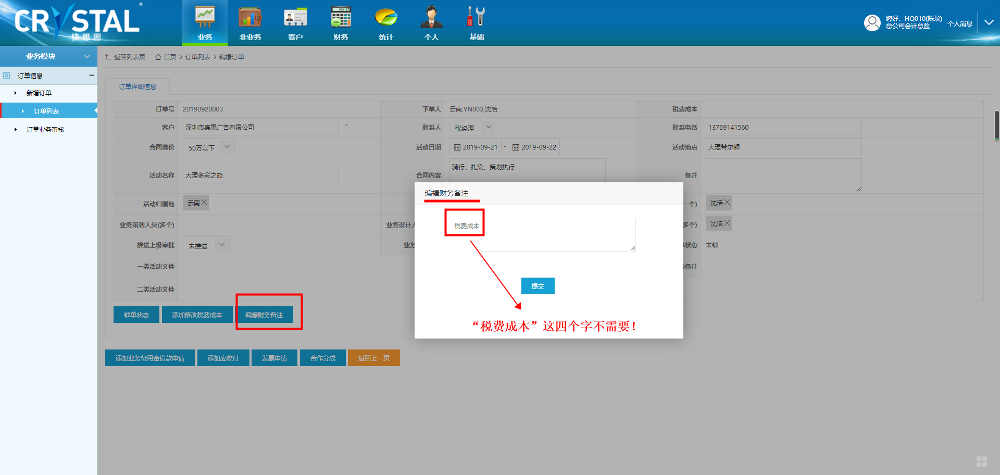 CRYSTAL ®
快思图
业务
非业务
客户
财务
统计
个人
基础
您好，HQ010(陈玟)
总公司会计总监
个人消息
业务模块
订单信息
新增订单
订单列表
订单业务审核
返回列表页 首页 > 订单列表 > 编辑订单
订单详细信息
订单号 20190920003 下单人 云南,YN003,沈浩 税费成本
客户 深圳市宾果广告有限公司 * 联系人 张经理 联系电话 13769141560
合同造价 50万以下 活动日期 2019-09-21 - 2019-09-22 活动地点 大理希尔顿
活动名称 大理多彩之旅 合同内容 骑行、扎染、策划执行 备注
活动归属地 云南 一个) 沈浩
业务策划人员(多个) 业务设计人 多个) 沈浩
推送上级审批 未推送 业务 状态 未锁
一类活动文件 备注
二类活动文件
锁单状态 添加修改税费成本 编辑财务备注
添加业务备用金借款申请 添加应收付 发票申请 合作分成 返回上一页
编辑财务备注
税费成本
提交
“税费成本”这四个字不需要！